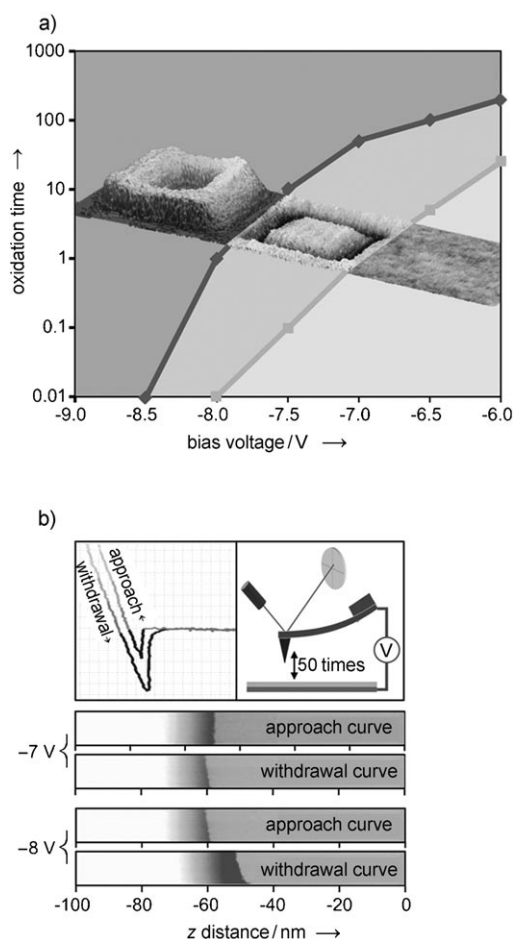 a)
1000
100
10
1
0.1
0.01
oxidation time →
-9.0 -8.5 -8.0 -7.5 -7.0 -6.5 -6.0
bias voltage/V →
b)
approach
withdrawal
50 times
V
approach curve
–7 V
withdrawal curve
approach curve
–8 V
withdrawal curve
-100 -80 -60 -40 -20 0
z distance/nm →